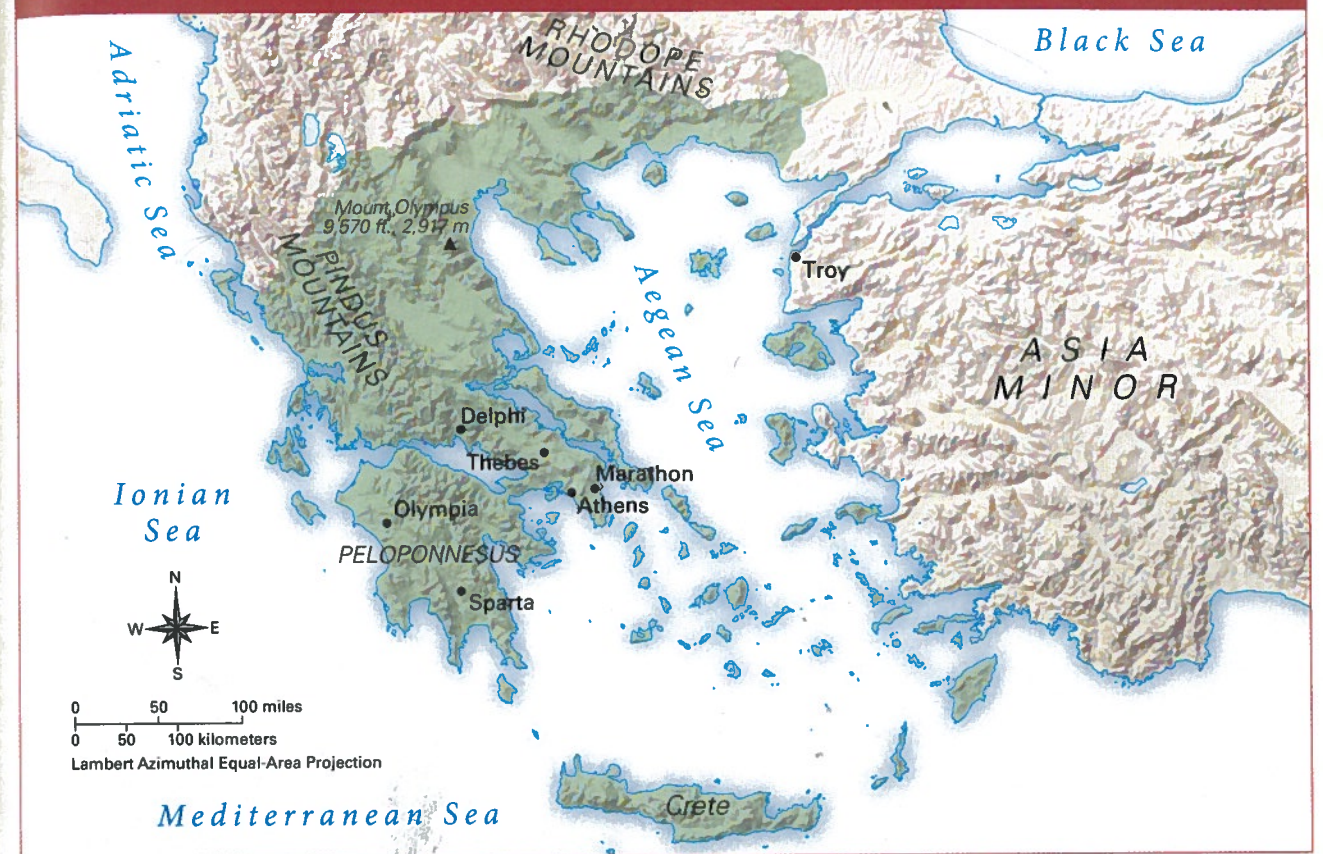 Adriatic Sea
RHODOPE
MOUNTAINS
Black Sea
Mount Olympus
9,570 ft., 2,917 m
PINDUS
MOUNTAINS
Aegean Sea
Troy
ASIA
MINOR
Delphi
Thebes
Marathon
Athens
Ionian
Sea
Olympia
PELOPONNESUS
Sparta
N
W
E
S
0 50 100 miles
0 50 100 kilometers
Lambert Azimuthal Equal-Area Projection
Mediterranean Sea
Crete